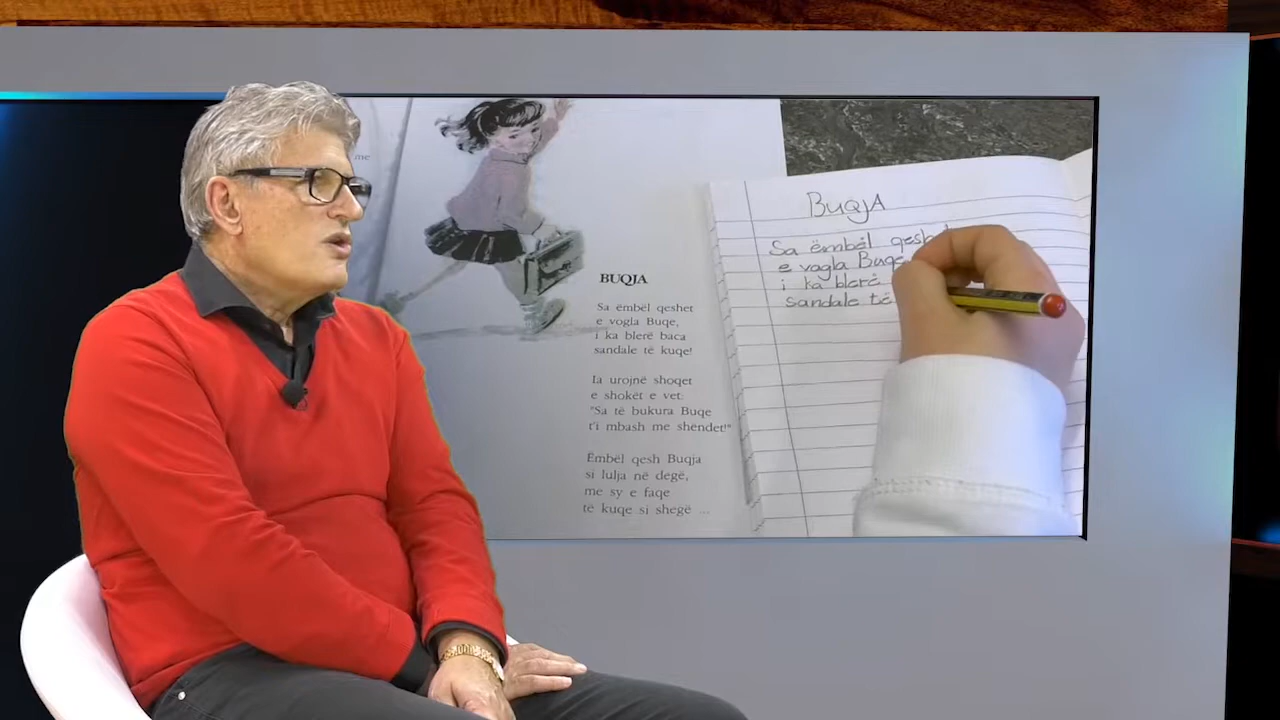 me
BUQJA
Sa ëmbël qeshet
e vogla Buqe,
i ka blerë baca
sandale të kuqe!
Ia urojnë shoqet
e shokët e vet:
"Sa të bukura Buqe
t'i mbash me shëndet!"
Ëmbël qesh Buqja
si lulja në degë,
me sy e faqe
të kuqe si shegë ...
BUQJA
Sa ëmbël qesh
e vogla Buqe
i ka blerë
sandale të